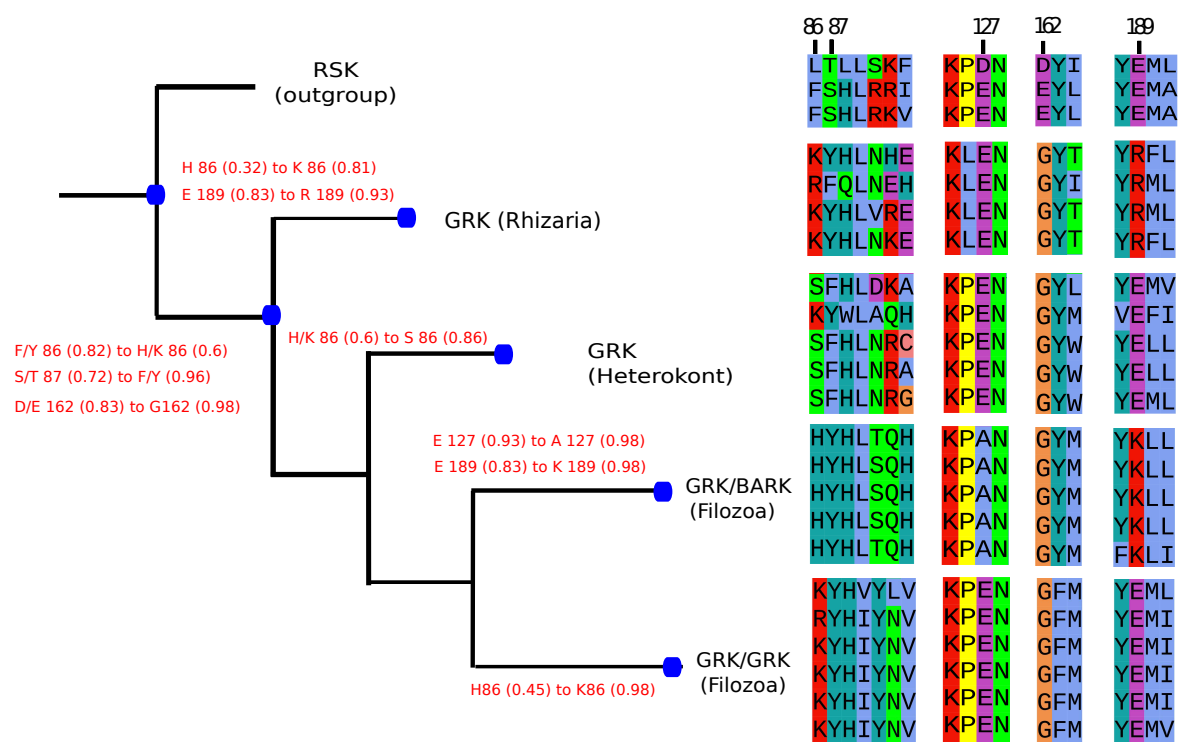 86 87 127 162 189
RSK
(outgroup)
LTLLSKF KPDN DYI YEML
FSHLRRI KPEN EYL YEMA
FSHLRKV KPEN EYL YEMA
H 86 (0.32) to K 86 (0.81)
E 189 (0.83) to R 189 (0.93)
GRK (Rhizaria)
KYHLNHE KLEN GYT YRFL
RFQLNEH KLEN GYI YRML
KYHLVRE KLEN GYT YRML
KYHLNKE KLEN GYT YRFL
F/Y 86 (0.82) to H/K 86 (0.6)
S/T 87 (0.72) to F/Y (0.96)
D/E 162 (0.83) to G162 (0.98)
H/K 86 (0.6) to S 86 (0.86)
GRK
(Heterokont)
SFHLDKA KPEN GYL YEMV
KYWLAQH KPEN GYM VEFI
SFHLNRC KPEN GYW YELL
SFHLNRA KPEN GYW YELL
SFHLNRG KPEN GYW YEML
E 127 (0.93) to A 127 (0.98)
E 189 (0.83) to K 189 (0.98)
GRK/BARK
(Filozoa)
HYHLTQH KPAN GYM YKLL
HYHLSQH KPAN GYM YKLL
HYHLSQH KPAN GYM YKLL
HYHLSQH KPAN GYM YKLL
HYHLTQH KPAN GYM FKLI
GRK/GRK
(Filozoa)
H86 (0.45) to K86 (0.98)
KYHVYLV KPEN GFM YEML
RYHIYNV KPEN GFM YEMI
KYHIYNV KPEN GFM YEMI
KYHIYNV KPEN GFM YEMI
KYHIYNV KPEN GFM YEMI
KYHIYNV KPEN GFM YEMV